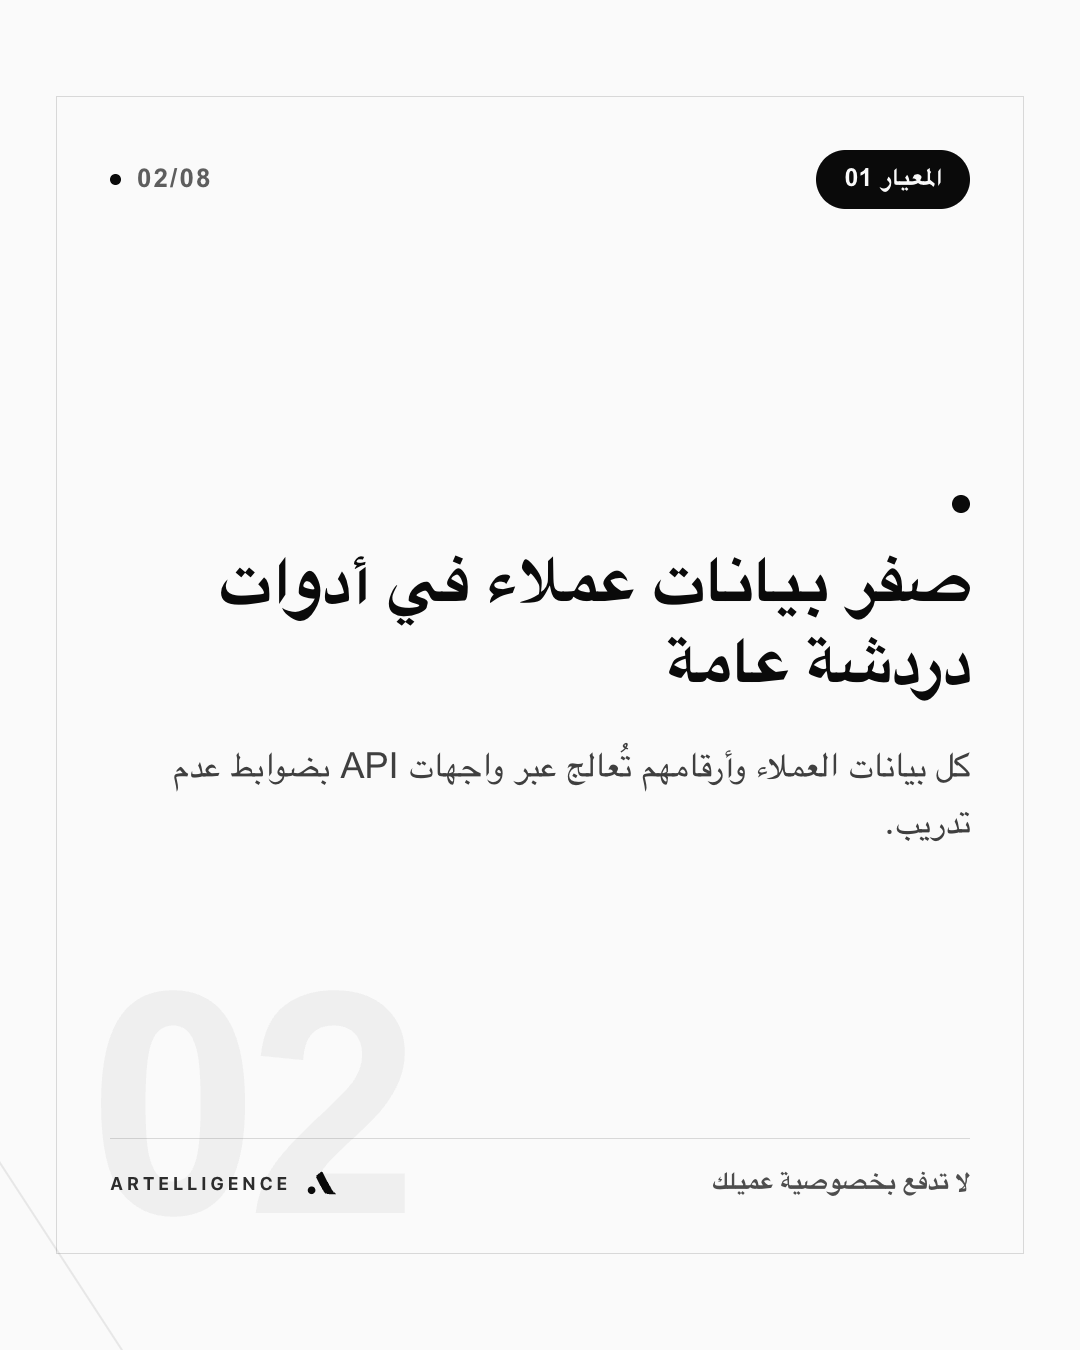 المعيار 01
02/08
صفر بيانات عملاء في أدوات
دردشة عامة
كل بيانات العملاء وأرقامهم تُعالج عبر واجهات API بضوابط عدم
تدريب.
02
لا تدفع بخصوصية عميلك
ARTELLIGENCE